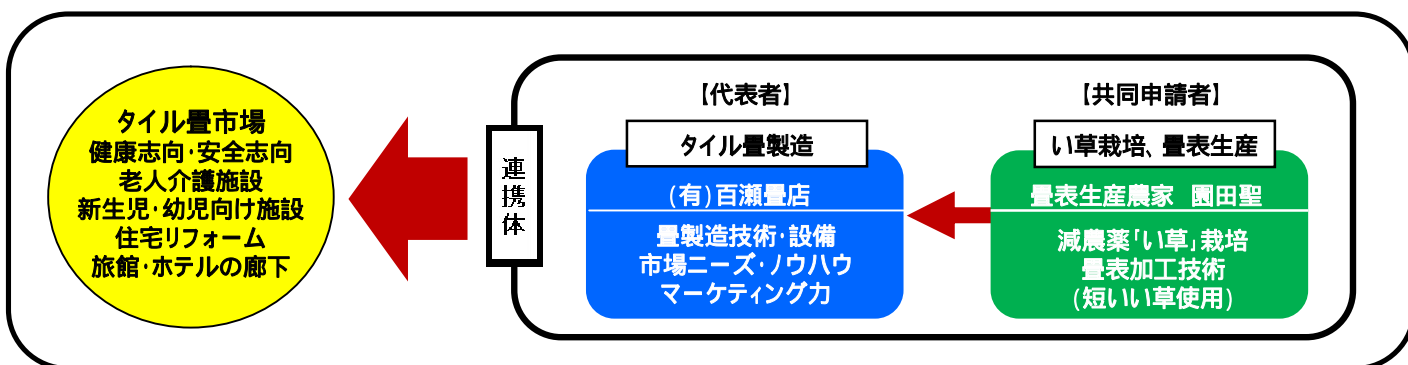 タイル畳市場
健康志向･安全志向
老人介護施設
新生児･幼児向け施設
住宅リフォーム
旅館･ホテルの廊下
連携体
【代表者】
タイル畳製造
(有)百瀬畳店
畳製造技術･設備
市場ニーズ･ノウハウ
マーケティング力
【共同申請者】
い草栽培、畳表生産
畳表生産農家 園田聖
減農薬｢い草｣栽培
畳表加工技術
(短いい草使用)